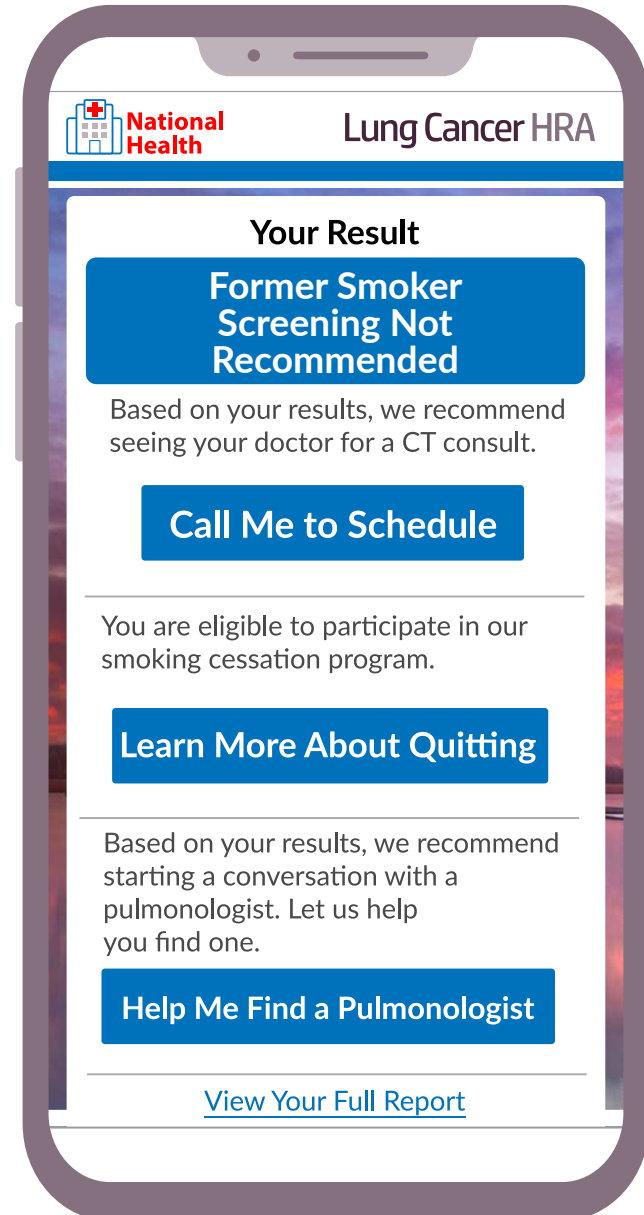 National
Health
Lung Cancer HRA
Your Result
Former Smoker
Screening Not
Recommended
Based on your results, we recommend
seeing your doctor for a CT consult.
Call Me to Schedule
You are eligible to participate in our
smoking cessation program.
Learn More About Quitting
Based on your results, we recommend
starting a conversation with a
pulmonologist. Let us help
you find one.
Help Me Find a Pulmonologist
View Your Full Report